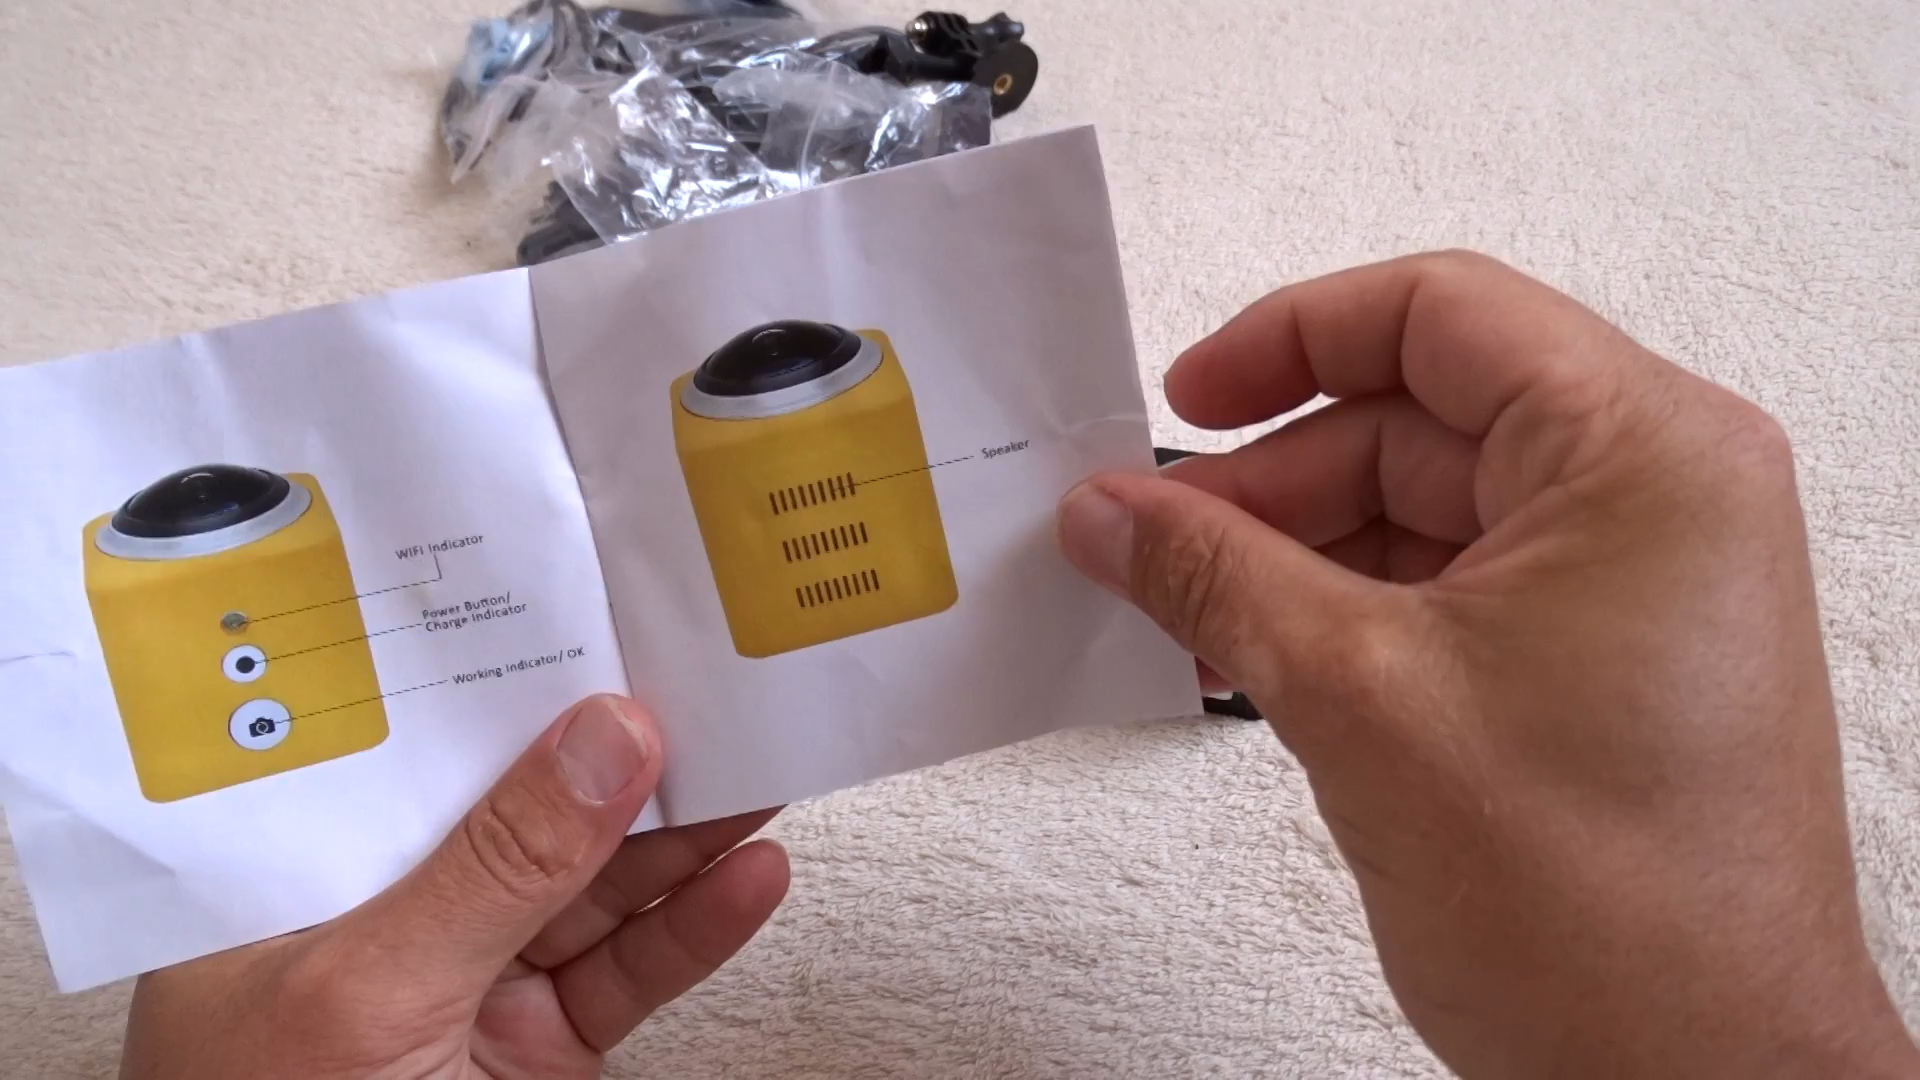 WIFI Indicator
Power Button/
Charge Indicator
Working Indicator/ OK
Speaker